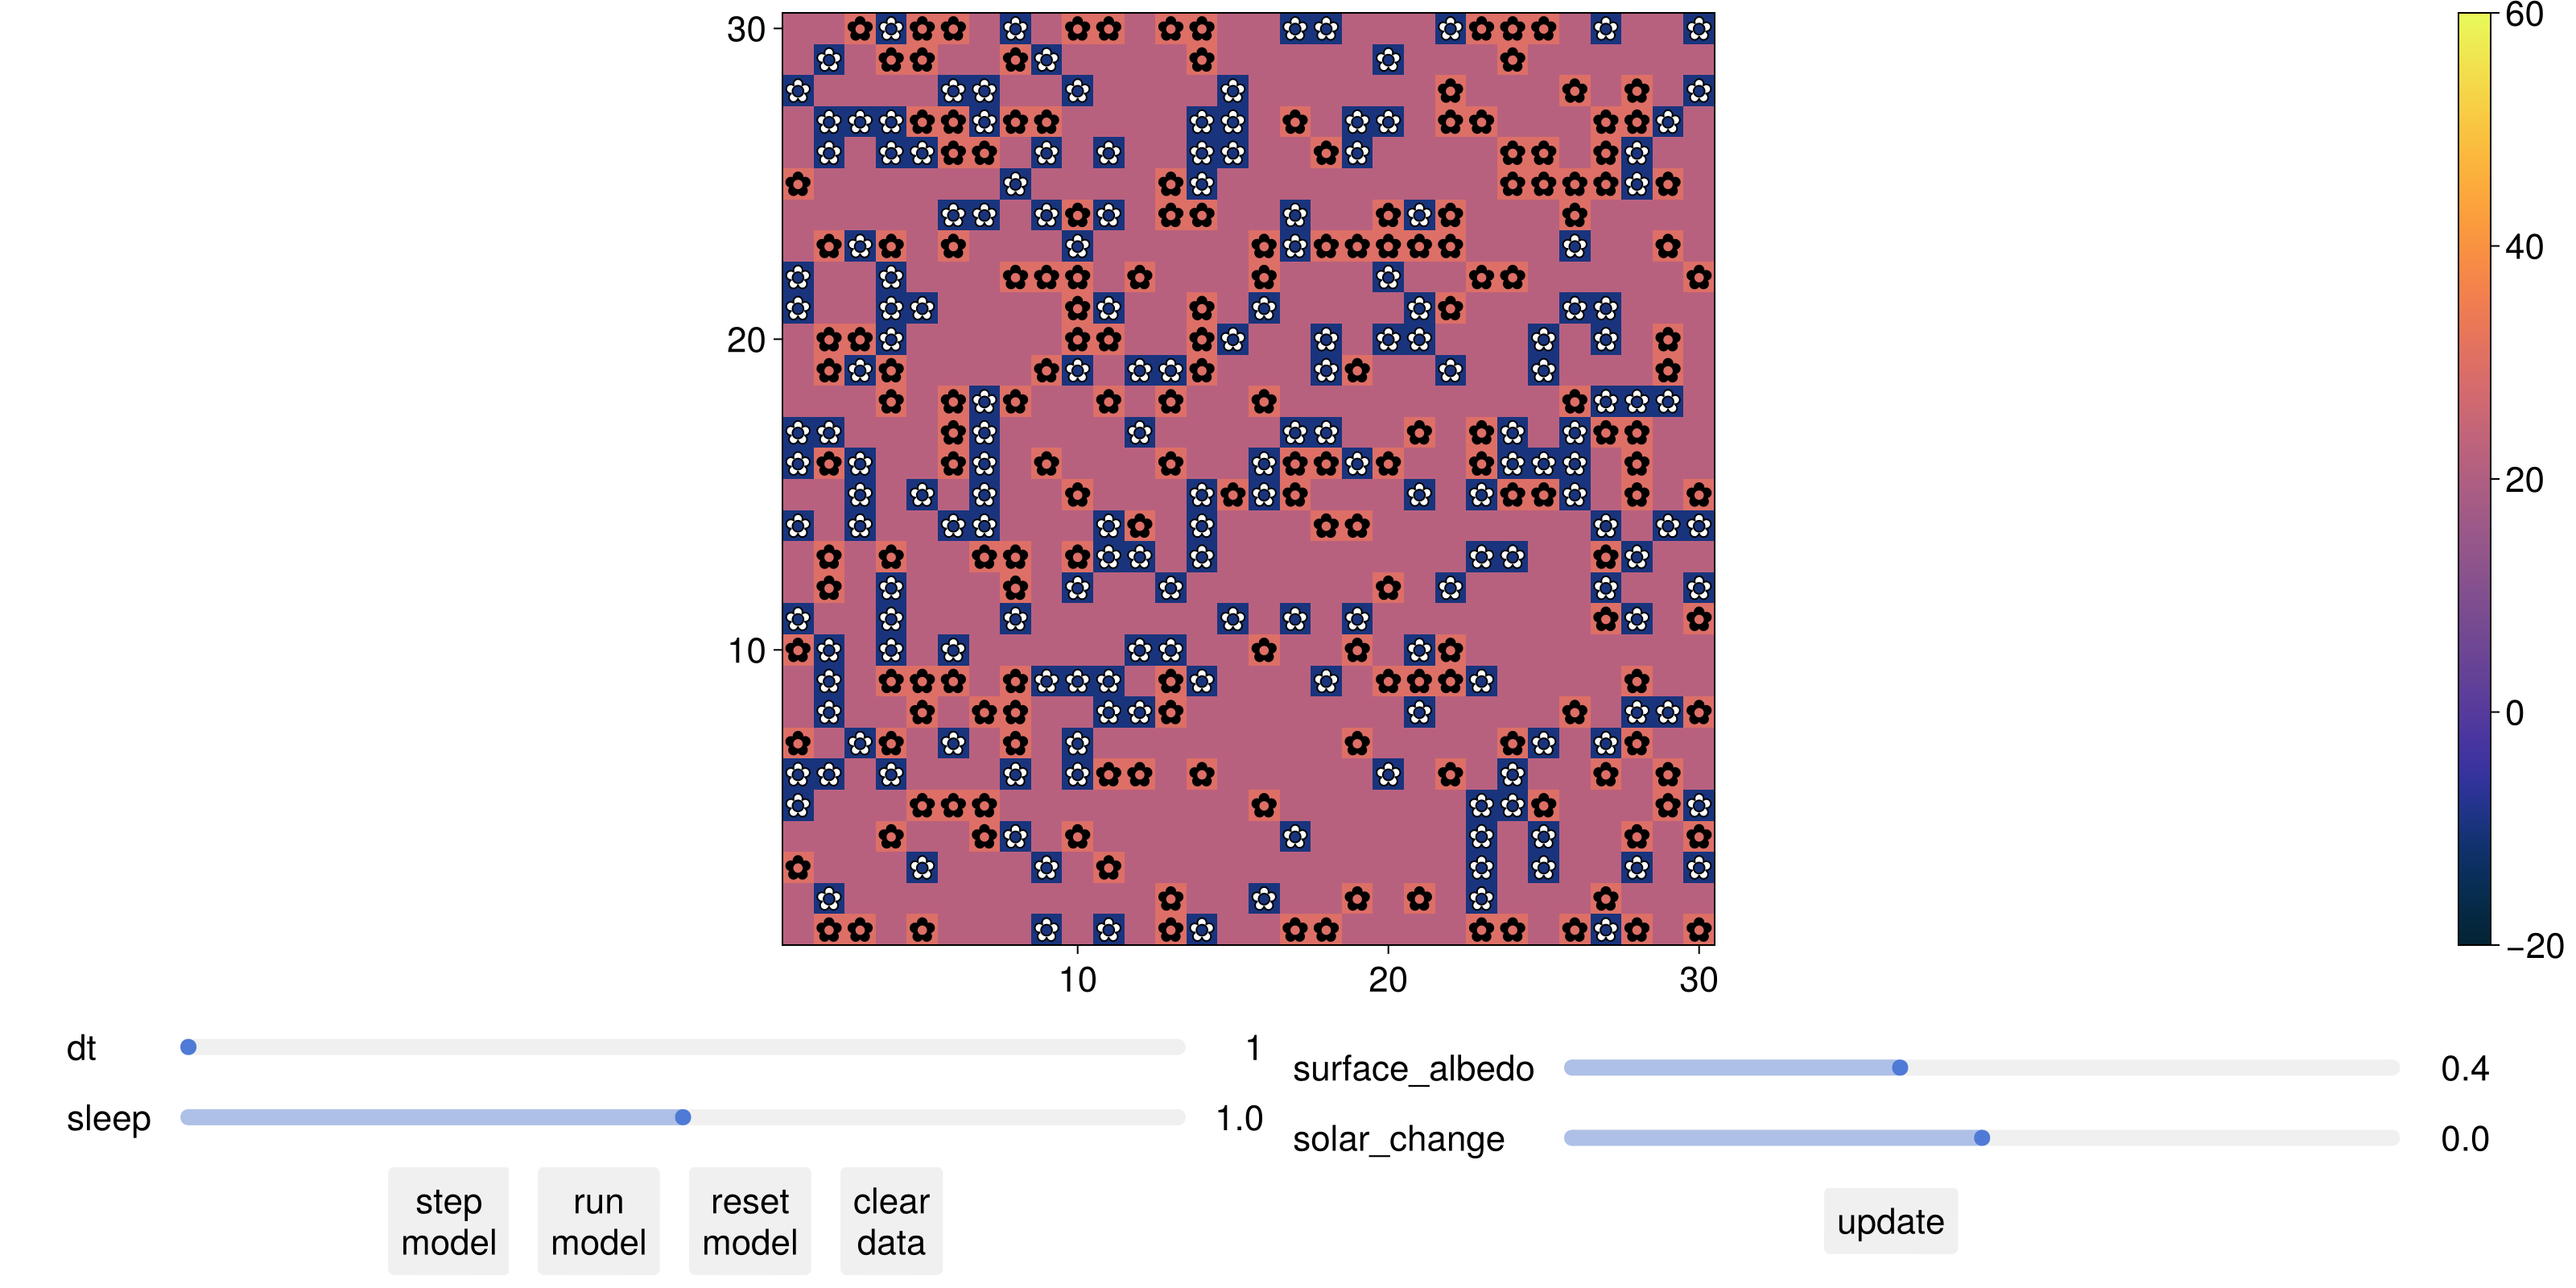 30
20
10
10
20
30
60
40
20
0
−20
dt
1
sleep
1.0
surface_albedo
0.4
solar_change
0.0
step
model
run
model
reset
model
clear
data
update